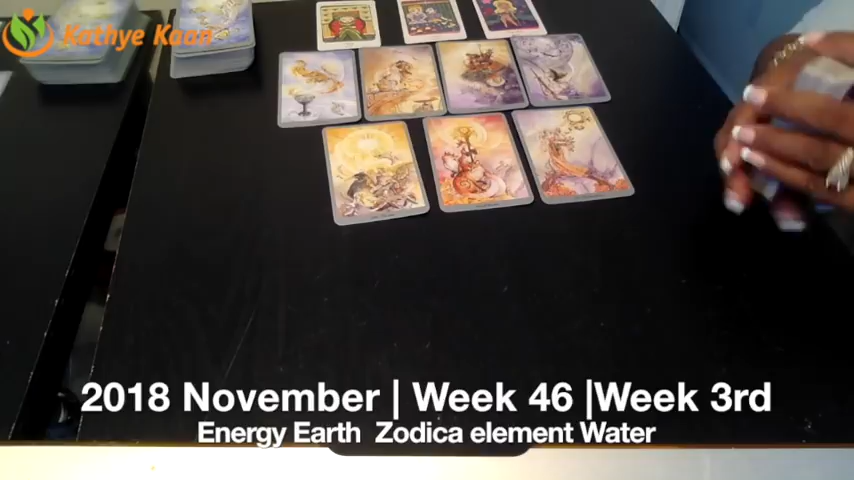 Kathye Kaan
2018 November | Week 46 |Week 3rd
Energy Earth Zodica element Water